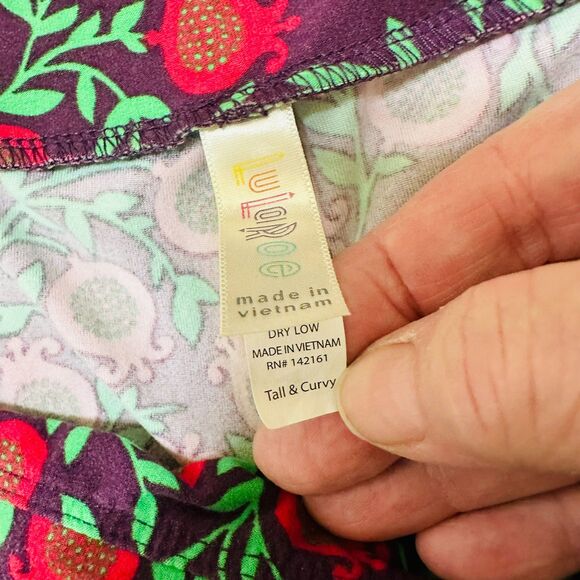 LuLaRoe
made in
vietnam
DRY LOW
MADE IN VIETNAM
RN# 142161
Tall & Curvy